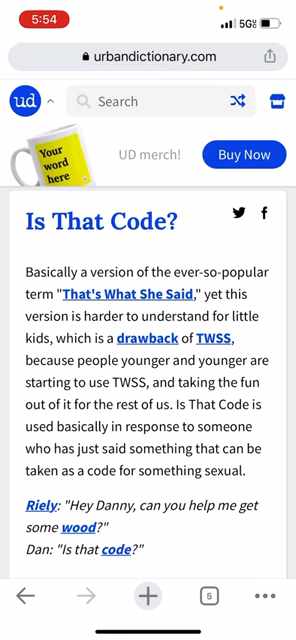 5:54
5G
urbandictionary.com
ud
Search
Your
word
here
UD merch!
Buy Now
Is That Code?
Basically a version of the ever-so-popular
term "That's What She Said," yet this
version is harder to understand for little
kids, which is a drawback of TWSS,
because people younger and younger are
starting to use TWSS, and taking the fun
out of it for the rest of us. Is That Code is
used basically in response to someone
who has just said something that can be
taken as a code for something sexual.
Riely: "Hey Danny, can you help me get
some wood?"
Dan: "Is that code?"
5